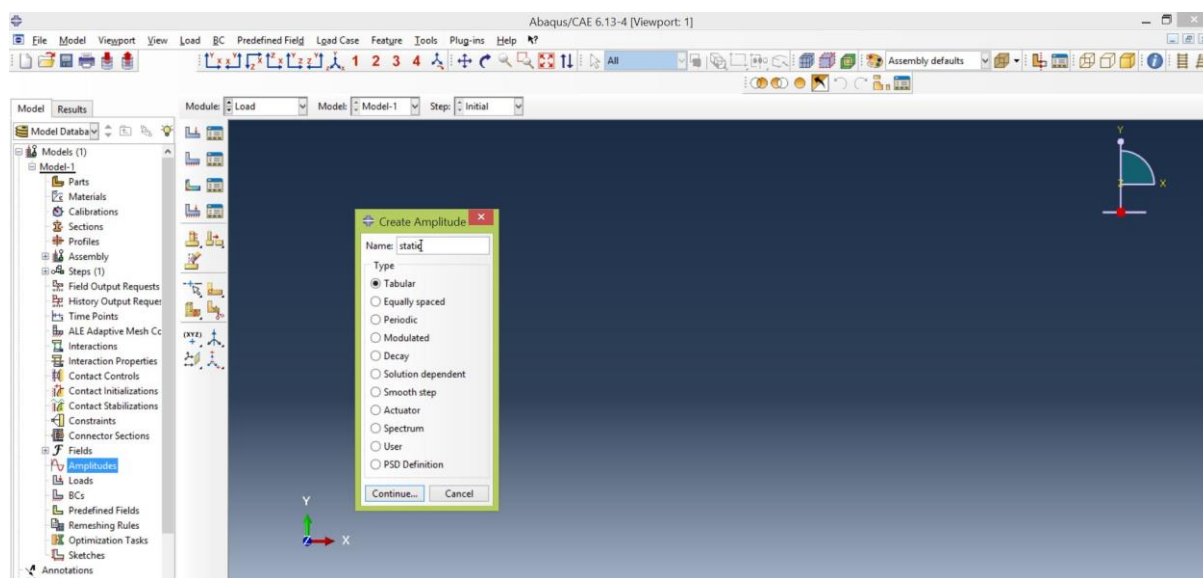 Abaqus/CAE 6.13-4 [Viewport: 1]
File Model Viewport View Load BC Predefined Field Load Case Feature Tools Plug-ins Help
1 2 3 4 All Assembly defaults
Model Results Module: Load Model: Model-1 Step: Initial
Model Databa
Models (1)
Model-1
Parts
Materials
Calibrations
Sections
Profiles
Assembly
Steps (1)
Field Output Requests
History Output Reques
Time Points
ALE Adaptive Mesh Cc
Interactions
Interaction Properties
Contact Controls
Contact Initializations
Contact Stabilizations
Constraints
Connector Sections
Fields
Amplitudes
Loads
BCs
Predefined Fields
Remeshing Rules
Optimization Tasks
Sketches
Annotations
(XYZ)
Create Amplitude
Name: static
Type
Tabular
Equally spaced
Periodic
Modulated
Decay
Solution dependent
Smooth step
Actuator
Spectrum
User
PSD Definition
Continue... Cancel
Y
Z X
Y
Z X